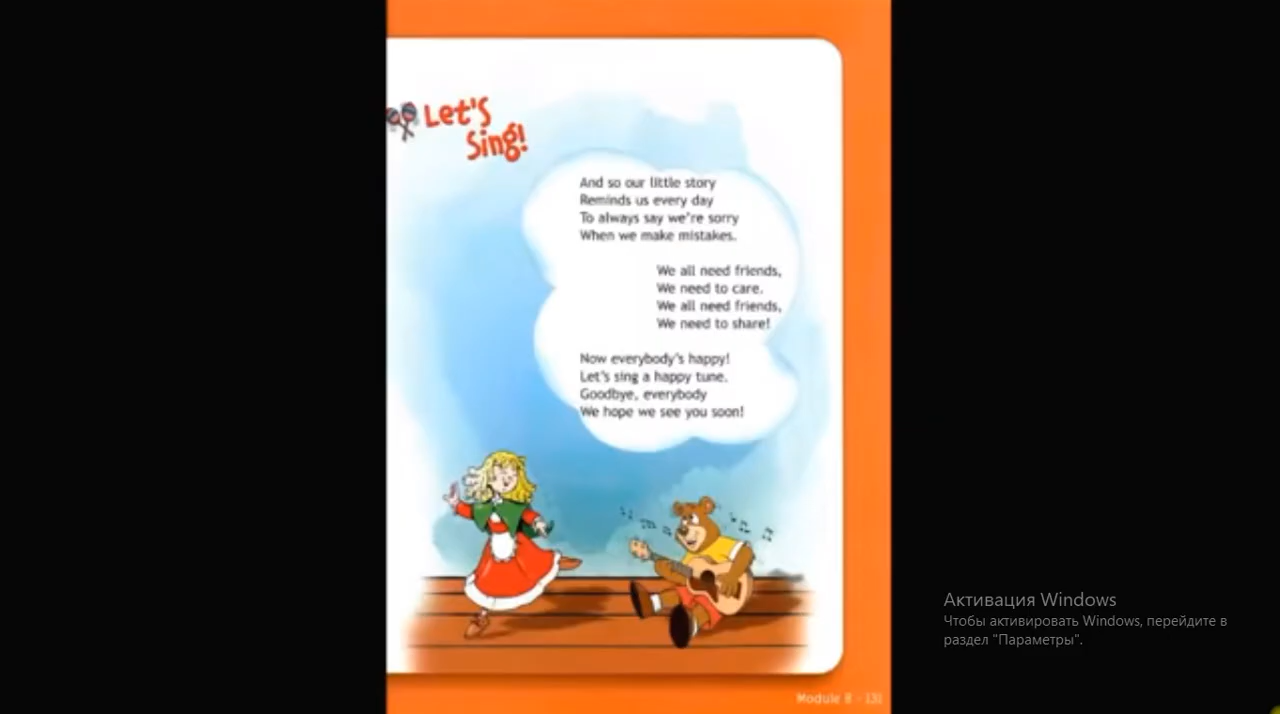 Let's
Sing!
And so our little story
Reminds us every day
To always say we're sorry
When we make mistakes.
We all need friends,
We need to care.
We all need friends,
We need to share!
Now everybody's happy!
Let's sing a happy tune.
Goodbye, everybody
We hope we see you soon!
Module 8 · 131
Активация Windows
Чтобы активировать Windows, перейдите в
раздел "Параметры".